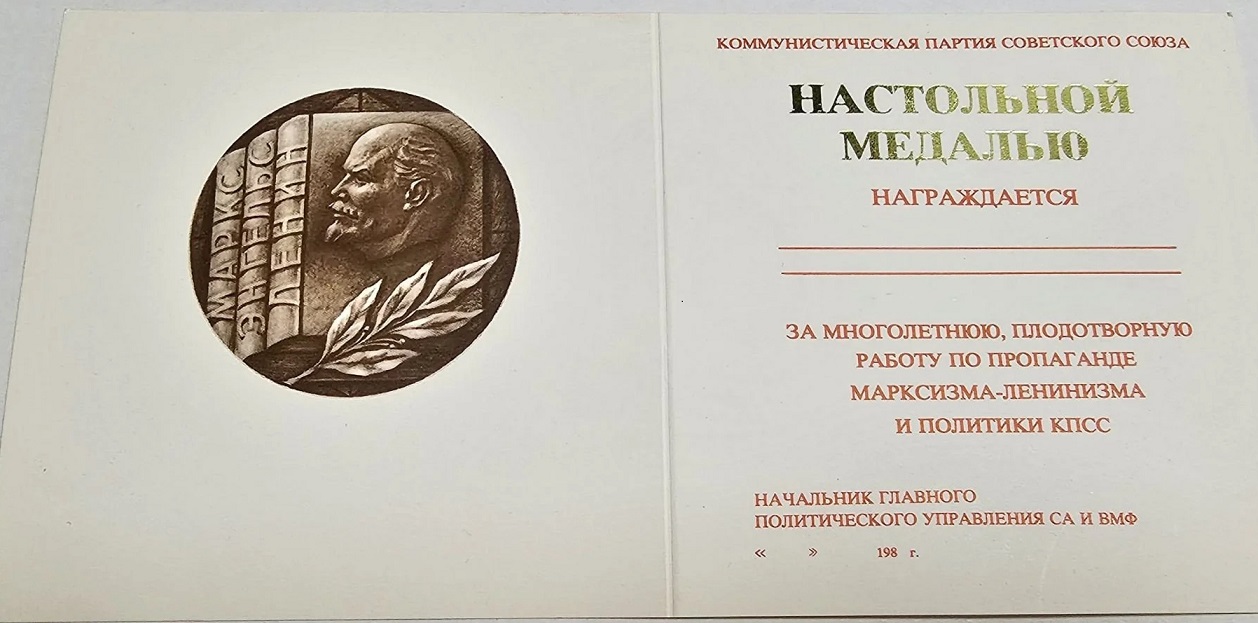 МАРКС
ЭНГЕЛЬС
ЛЕНИН
КОММУНИСТИЧЕСКАЯ ПАРТИЯ СОВЕТСКОГО СОЮЗА
НАСТОЛЬНОЙ
МЕДАЛЬЮ
НАГРАЖДАЕТСЯ
ЗА МНОГОЛЕТНЮЮ, ПЛОДОТВОРНУЮ
РАБОТУ ПО ПРОПАГАНДЕ
МАРКСИЗМА-ЛЕНИНИЗМА
И ПОЛИТИКИ КПСС
НАЧАЛЬНИК ГЛАВНОГО
ПОЛИТИЧЕСКОГО УПРАВЛЕНИЯ СА И ВМФ
« » 198 г.